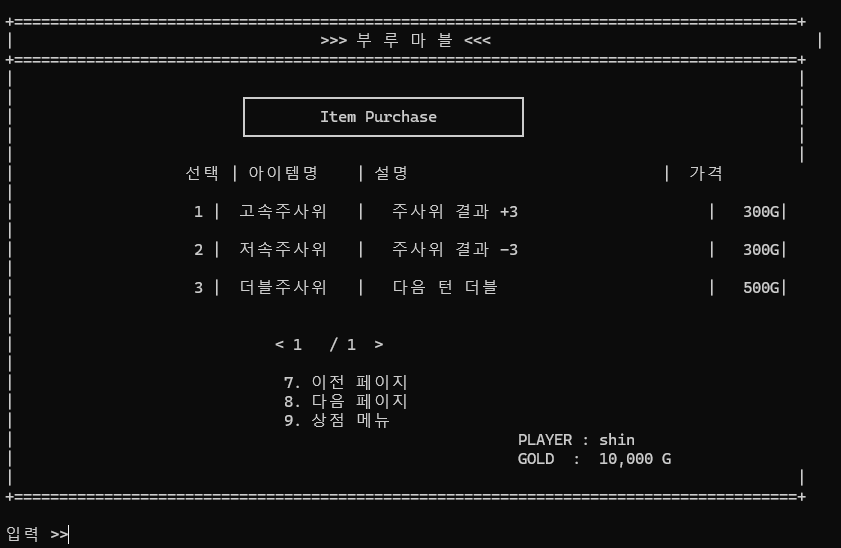 >>> 부 루 마 블 <<<
Item Purchase
선택 | 아이템명 | 설명 | 가격
1 | 고속주사위 | 주사위 결과 +3 | 300G|
2 | 저속주사위 | 주사위 결과 -3 | 300G|
3 | 더블주사위 | 다음 턴 더블 | 500G|
< 1 / 1 >
7. 이전 페이지
8. 다음 페이지
9. 상점 메뉴
PLAYER : shin
GOLD : 10,000 G
입력 >>